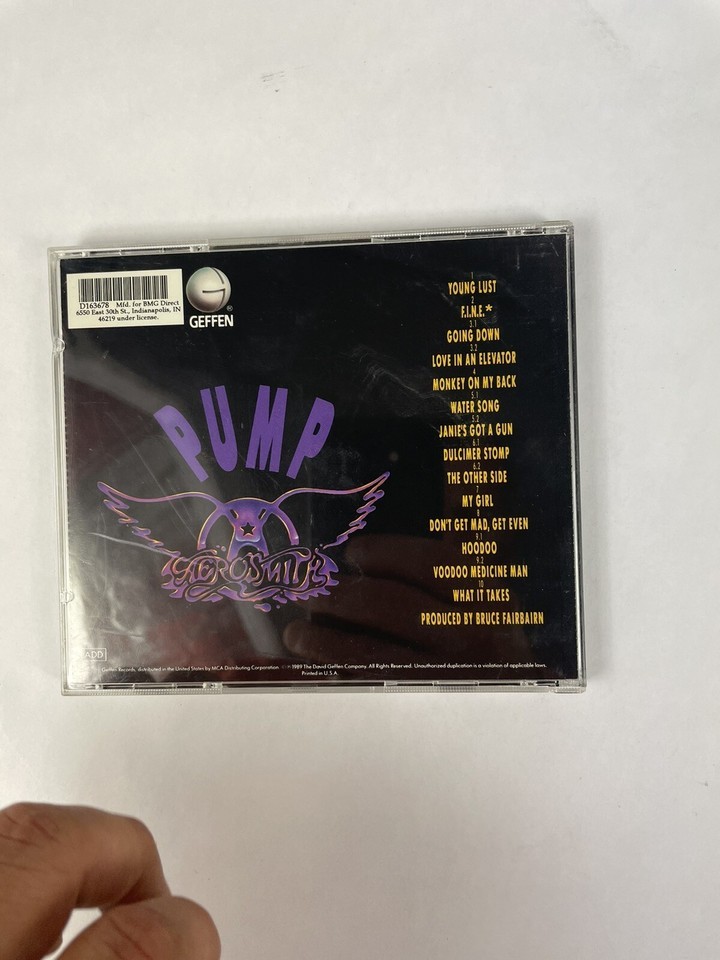 D163678 Mfd. for BMG Direct
6550 East 30th St., Indianapolis, IN
46219 under license.
G
®
GEFFEN
PUMP
AEROSMITH
1
YOUNG LUST
2
F.I.N.E.*
3.1
GOING DOWN
3.2
LOVE IN AN ELEVATOR
4
MONKEY ON MY BACK
5.1
WATER SONG
5.2
JANIE'S GOT A GUN
6.1
DULCIMER STOMP
6.2
THE OTHER SIDE
7
MY GIRL
8
DON'T GET MAD, GET EVEN
9.1
HOODOO
9.2
VOODOO MEDICINE MAN
10
WHAT IT TAKES
PRODUCED BY BRUCE FAIRBAIRN
ADD
Geffen Records, distributed in the United States by MCA Distributing Corporation. 1989 The David Geffen Company. All Rights Reserved. Unauthorized duplication is a violation of applicable laws.
Printed in U.S.A.